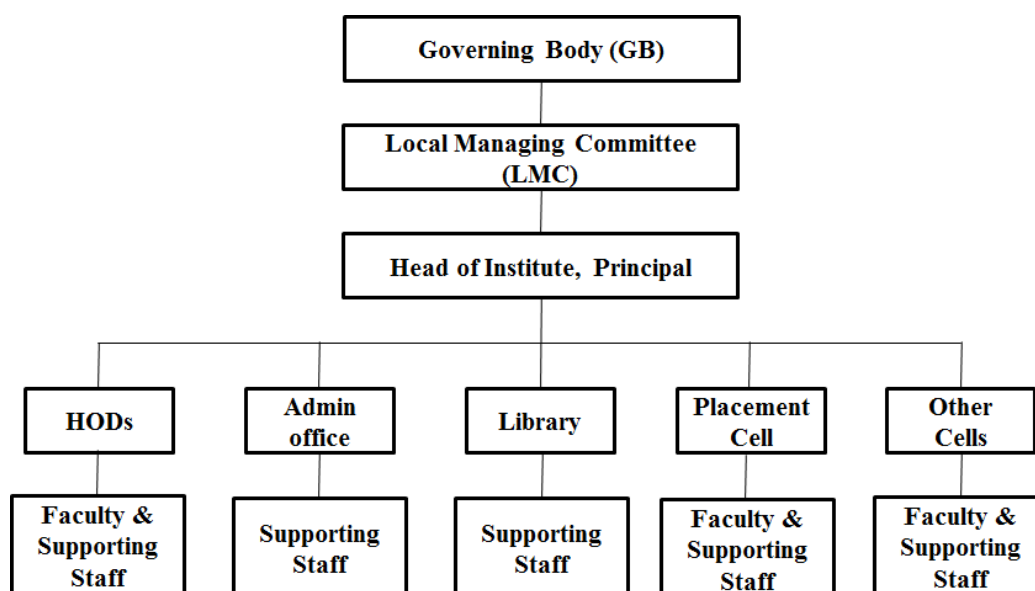 Governing Body (GB)
Local Managing Committee
(LMC)
Head of Institute, Principal
HODs
Admin
office
Library
Placement
Cell
Other
Cells
Faculty &
Supporting
Staff
Supporting
Staff
Supporting
Staff
Faculty &
Supporting
Staff
Faculty &
Supporting
Staff